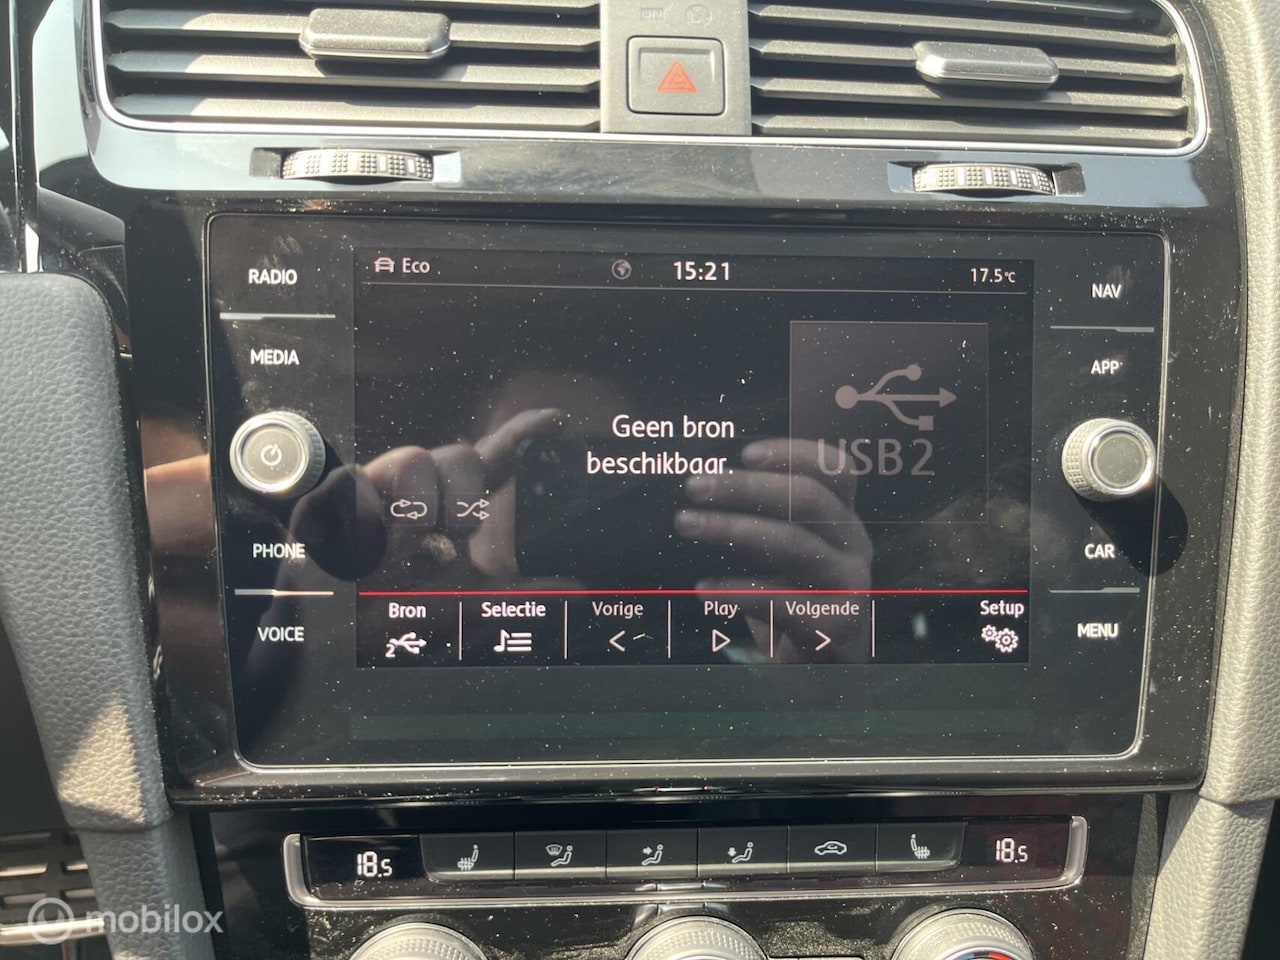 RADIO
MEDIA
PHONE
VOICE
Eco
15:21
17.5°C
Geen bron
beschikbaar.
USB2
Bron
2
Selectie
Vorige
Play
Volgende
Setup
NAV
APP
CAR
MENU
18.5
18.5
mobilox